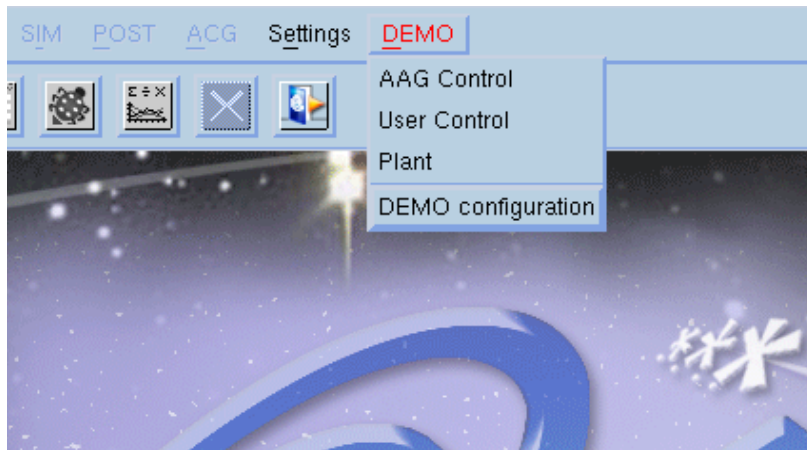 SIM POST ACG Settings DEMO
Σ÷×
AAG Control
User Control
Plant
DEMO configuration